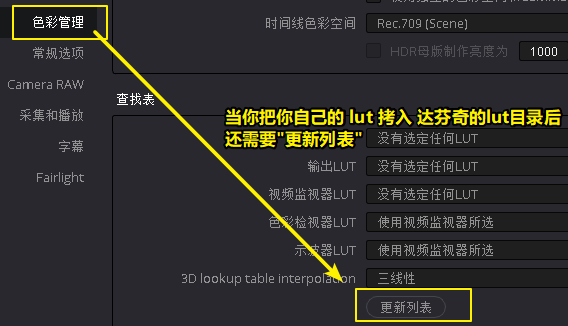 色彩管理
时间线色彩空间 Rec.709 (Scene)
常规选项
HDR母版制作亮度为 1000
Camera RAW
查找表
采集和播放
当你把你自己的 lut 拷入 达芬奇的lut目录后
还需要"更新列表"
没有选定任何LUT
字幕
输出LUT 没有选定任何LUT
Fairlight
视频监视器LUT 没有选定任何LUT
色彩检视器LUT 使用视频监视器所选
示波器LUT 使用视频监视器所选
3D lookup table interpolation 三线性
更新列表